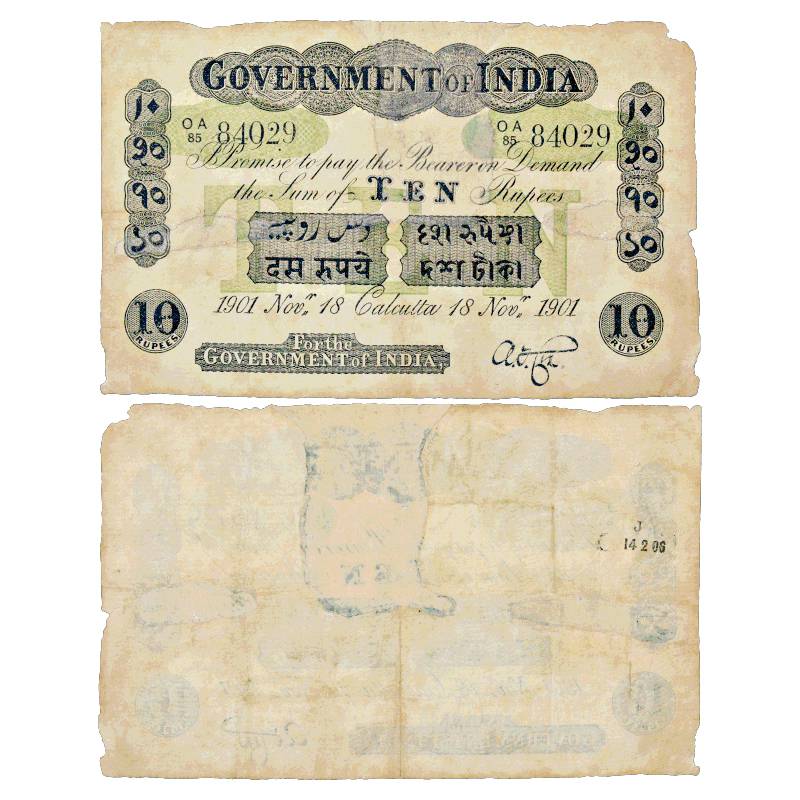 GOVERNMENT OF INDIA
OA 85 84029 OA 85 84029
I Promise to pay the Bearer on Demand
the Sum of TEN Rupees
TEN
دس روپیہ
दस रुपये দশ টাকা
1901 Novr. 18 Calcutta 18 Novr. 1901
10 RUPEES
For the
GOVERNMENT of INDIA,
10 RUPEES
J
14 2 06